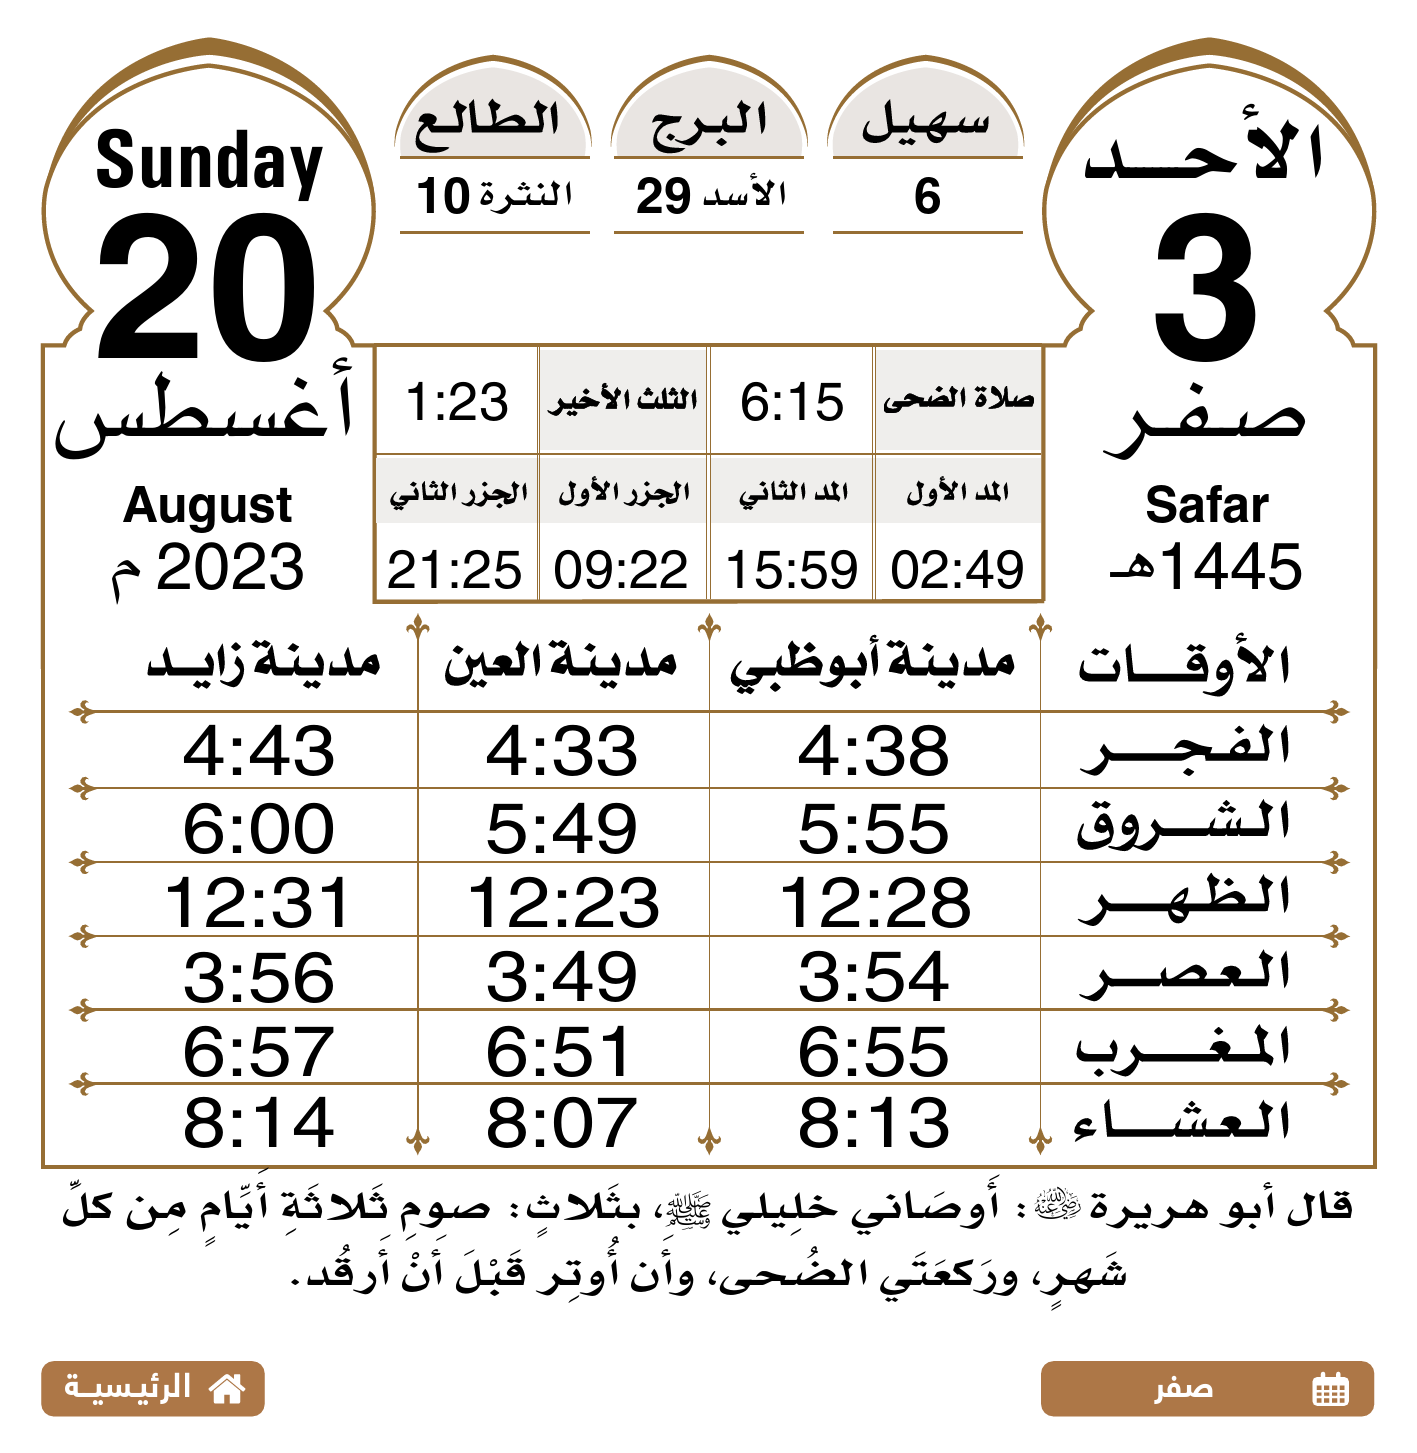 الأحد
3
صفر
Safar
1445هـ
سهيل
6
البرج
الأسد 29
الطالع
النثرة 10
Sunday
20
أغسطس
August
2023 م
صلاة الضحى 6:15 الثلث الأخير 1:23
المد الأول المد الثاني الجزر الأول الجزر الثاني
02:49 15:59 09:22 21:25
الأوقات مدينة أبوظبي مدينة العين مدينة زايد
الفجر 4:38 4:33 4:43
الشروق 5:55 5:49 6:00
الظهر 12:28 12:23 12:31
العصر 3:54 3:49 3:56
المغرب 6:55 6:51 6:57
العشاء 8:13 8:07 8:14
قال أبو هريرة رضي الله عنه: أَوصَاني خلِيلي ﷺ، بثَلاثٍ: صومِ ثَلاثَةِ أَيَّامٍ مِن كلِّ
شَهرٍ، ورَكعَتَي الضُحى، وأَن أُوتِر قَبْلَ أَنْ أَرقُد.
صفر
الرئيسية